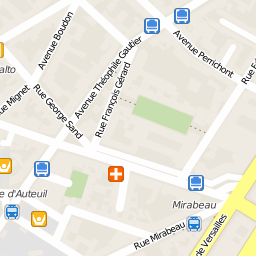 Avenue Boudon
Avenue Théophile Gautier
Avenue Perrichont
alto
Mignet
Rue George Sand
Rue François Gérard
Rue
Mirabeau
e d'Auteuil
Rue Mirabeau
de Versailles